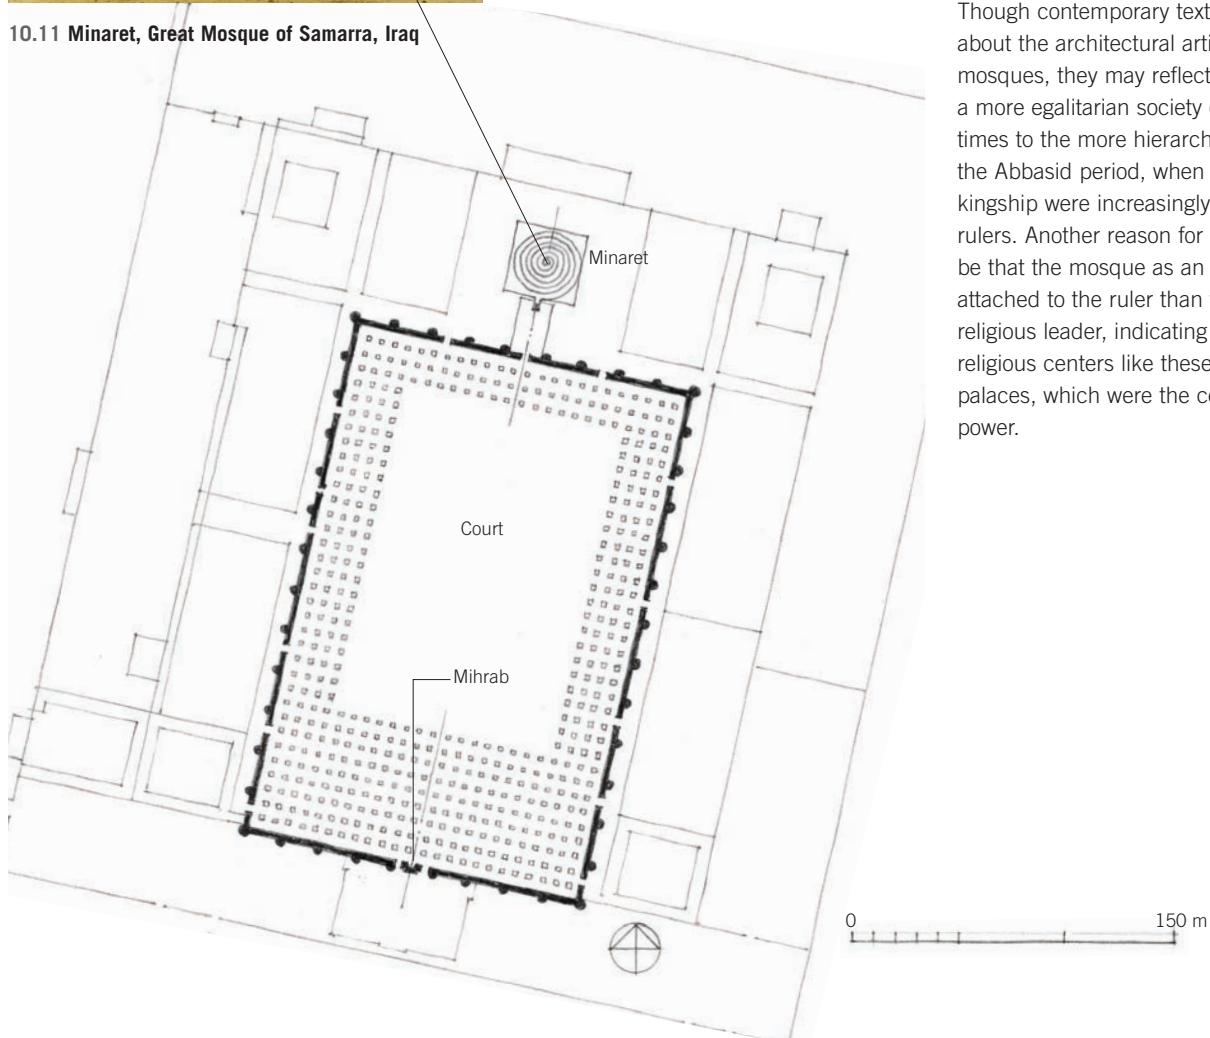 10.11 Minaret, Great Mosque of Samarra, Iraq
Minaret
Court
Mihrab
0 150 m
Though contemporary text
about the architectural arti
mosques, they may reflect
a more egalitarian society
times to the more hierarch
the Abbasid period, when
kingship were increasingly
rulers. Another reason for
be that the mosque as an
attached to the ruler than
religious leader, indicating
religious centers like these
palaces, which were the c
power.